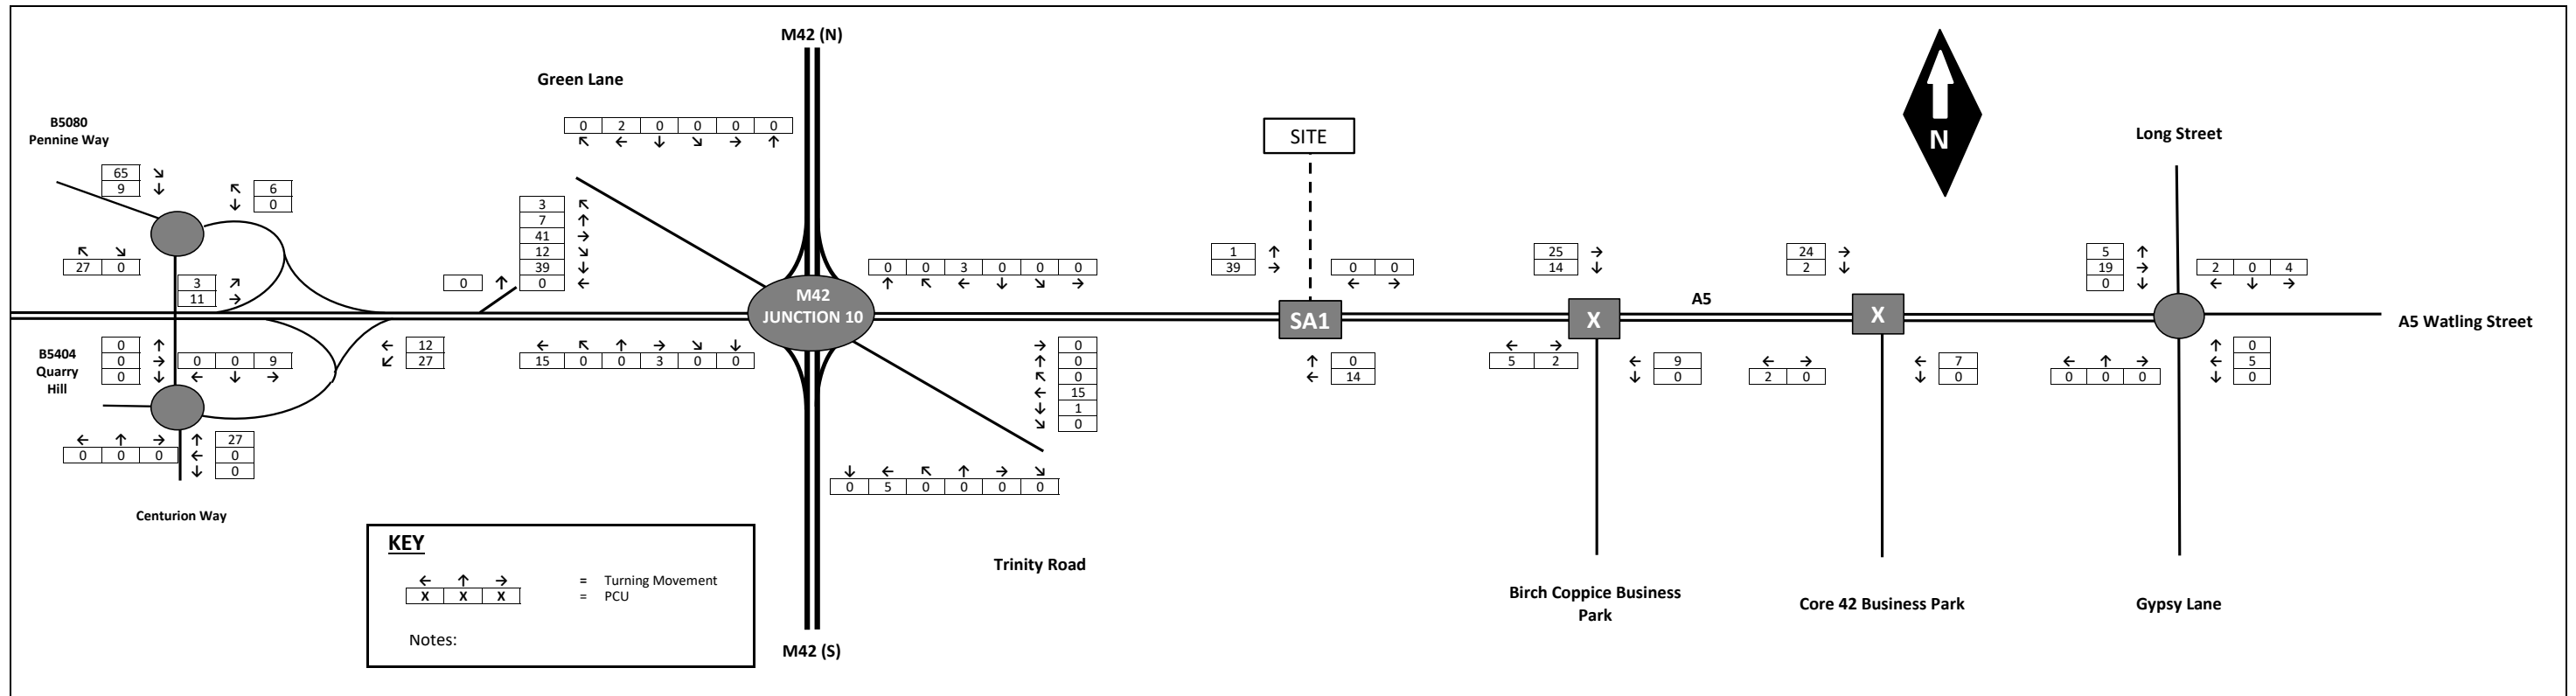 M42 (N)
Green Lane
B5080
Pennine Way
0 2 0 0 0 0
↖ ← ↓ ↘ → ↑
SITE
N
Long Street
65 ↘
9 ↓
↖ 6
↓ 0
↖ ↘
27 0
3 ↗
11 →
0 ↑
3 ↖
7 ↑
41 →
12 ↘
39 ↓
0 ←
M42
JUNCTION 10
0 0 3 0 0 0
↑ ↖ ← ↓ ↘ →
1 ↑
39 →
0 0
← →
SA1
25 →
14 ↓
X
A5
24 →
2 ↓
X
5 ↑
19 →
0 ↓
2 0 4
← ↓ →
A5 Watling Street
B5404
Quarry
Hill
0 ↑
0 →
0 ↓
0 0 9
← ↓ →
← 12
↙ 27
← ↖ ↑ → ↘ ↓
15 0 0 3 0 0
→ 0
↑ 0
↖ 0
← 15
↓ 1
↘ 0
↑ 0
← 14
← →
5 2
← 9
↓ 0
← →
2 0
← 7
↓ 0
← ↑ →
0 0 0
↑ 0
← 5
↓ 0
← ↑ →
0 0 0
↑ 27
← 0
↓ 0
↓ ← ↖ ↑ → ↘
0 5 0 0 0 0
Centurion Way
KEY
← ↑ → = Turning Movement
X X X = PCU
Notes:
Trinity Road
M42 (S)
Birch Coppice Business
Park
Core 42 Business Park
Gypsy Lane